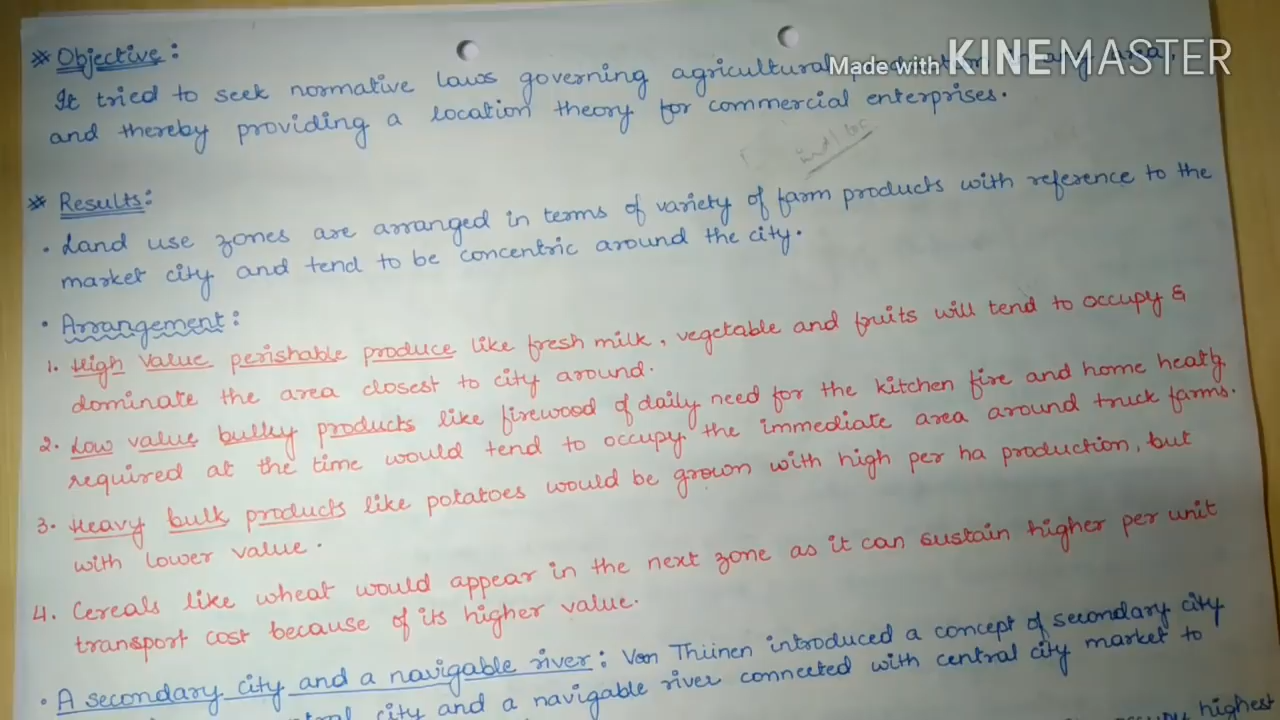 Made with KINEMASTER
* Objective:
It tried to seek normative laws governing agricultural
and thereby providing a location theory for commercial enterprises.
* Results:
· Land use zones are arranged in terms of variety of farm products with reference to the
market city and tend to be concentric around the city.
· Arrangement:
1. High value perishable produce like fresh milk, vegetable and fruits will tend to occupy &
dominate the area closest to city around.
2. Low value bulky products like firewood of daily need for the kitchen fire and home heatg
required at the time would tend to occupy the immediate area around truck farms.
3. Heavy bulk products like potatoes would be grown with high per ha production, but
with lower value.
4. Cereals like wheat would appear in the next zone as it can sustain higher per unit
transport cost because of its higher value.
· A secondary city and a navigable river: Von Thünen introduced a concept of secondary city
city and a navigable river connected with central city market to
highest